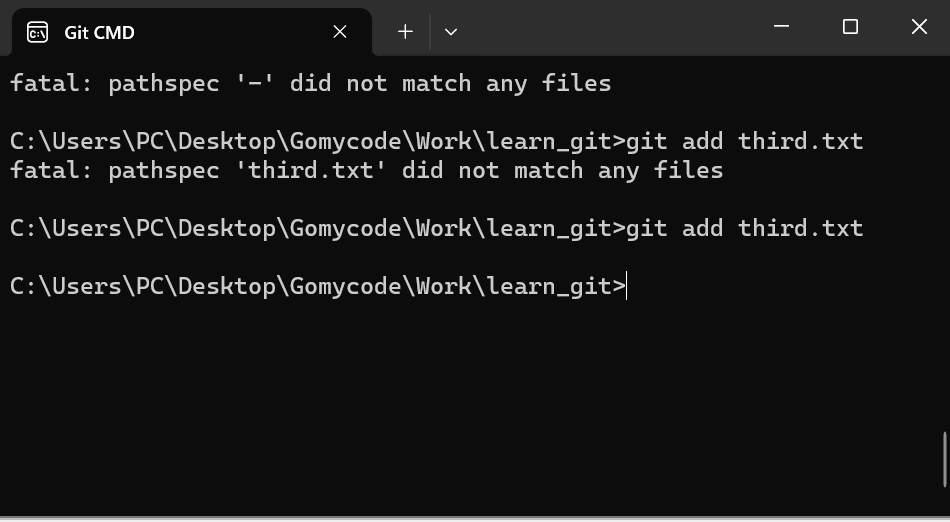 Git CMD
fatal: pathspec '-' did not match any files
C:\Users\PC\Desktop\Gomycode\Work\learn_git>git add third.txt
fatal: pathspec 'third.txt' did not match any files
C:\Users\PC\Desktop\Gomycode\Work\learn_git>git add third.txt
C:\Users\PC\Desktop\Gomycode\Work\learn_git>